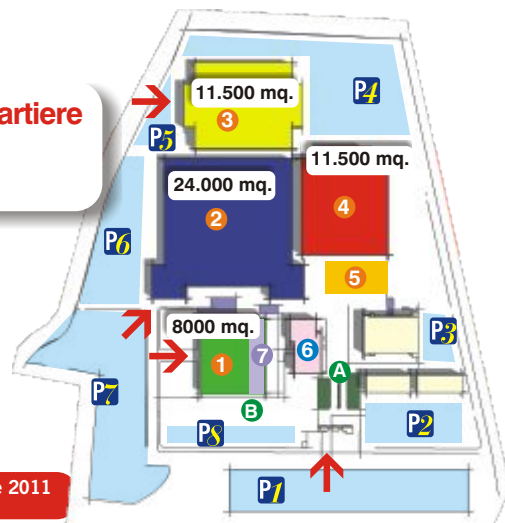 artiere
11.500 mq.
3
P4
P5
11.500 mq.
24.000 mq.
2
4
P6
5
8000 mq.
P3
7
6
1
A
P7
B
P8
P2
2011
P1